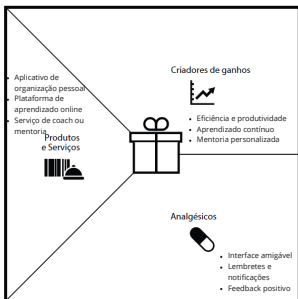 Aplicativo de
organização pessoal
Plataforma de
aprendizado online
Serviço de coach ou
mentoria
Produtos
e Serviços
Criadores de ganhos
Eficiência e produtividade
Aprendizado contínuo
Mentoria personalizada
Analgésicos
Interface amigável
Lembretes e
notificações
Feedback positivo